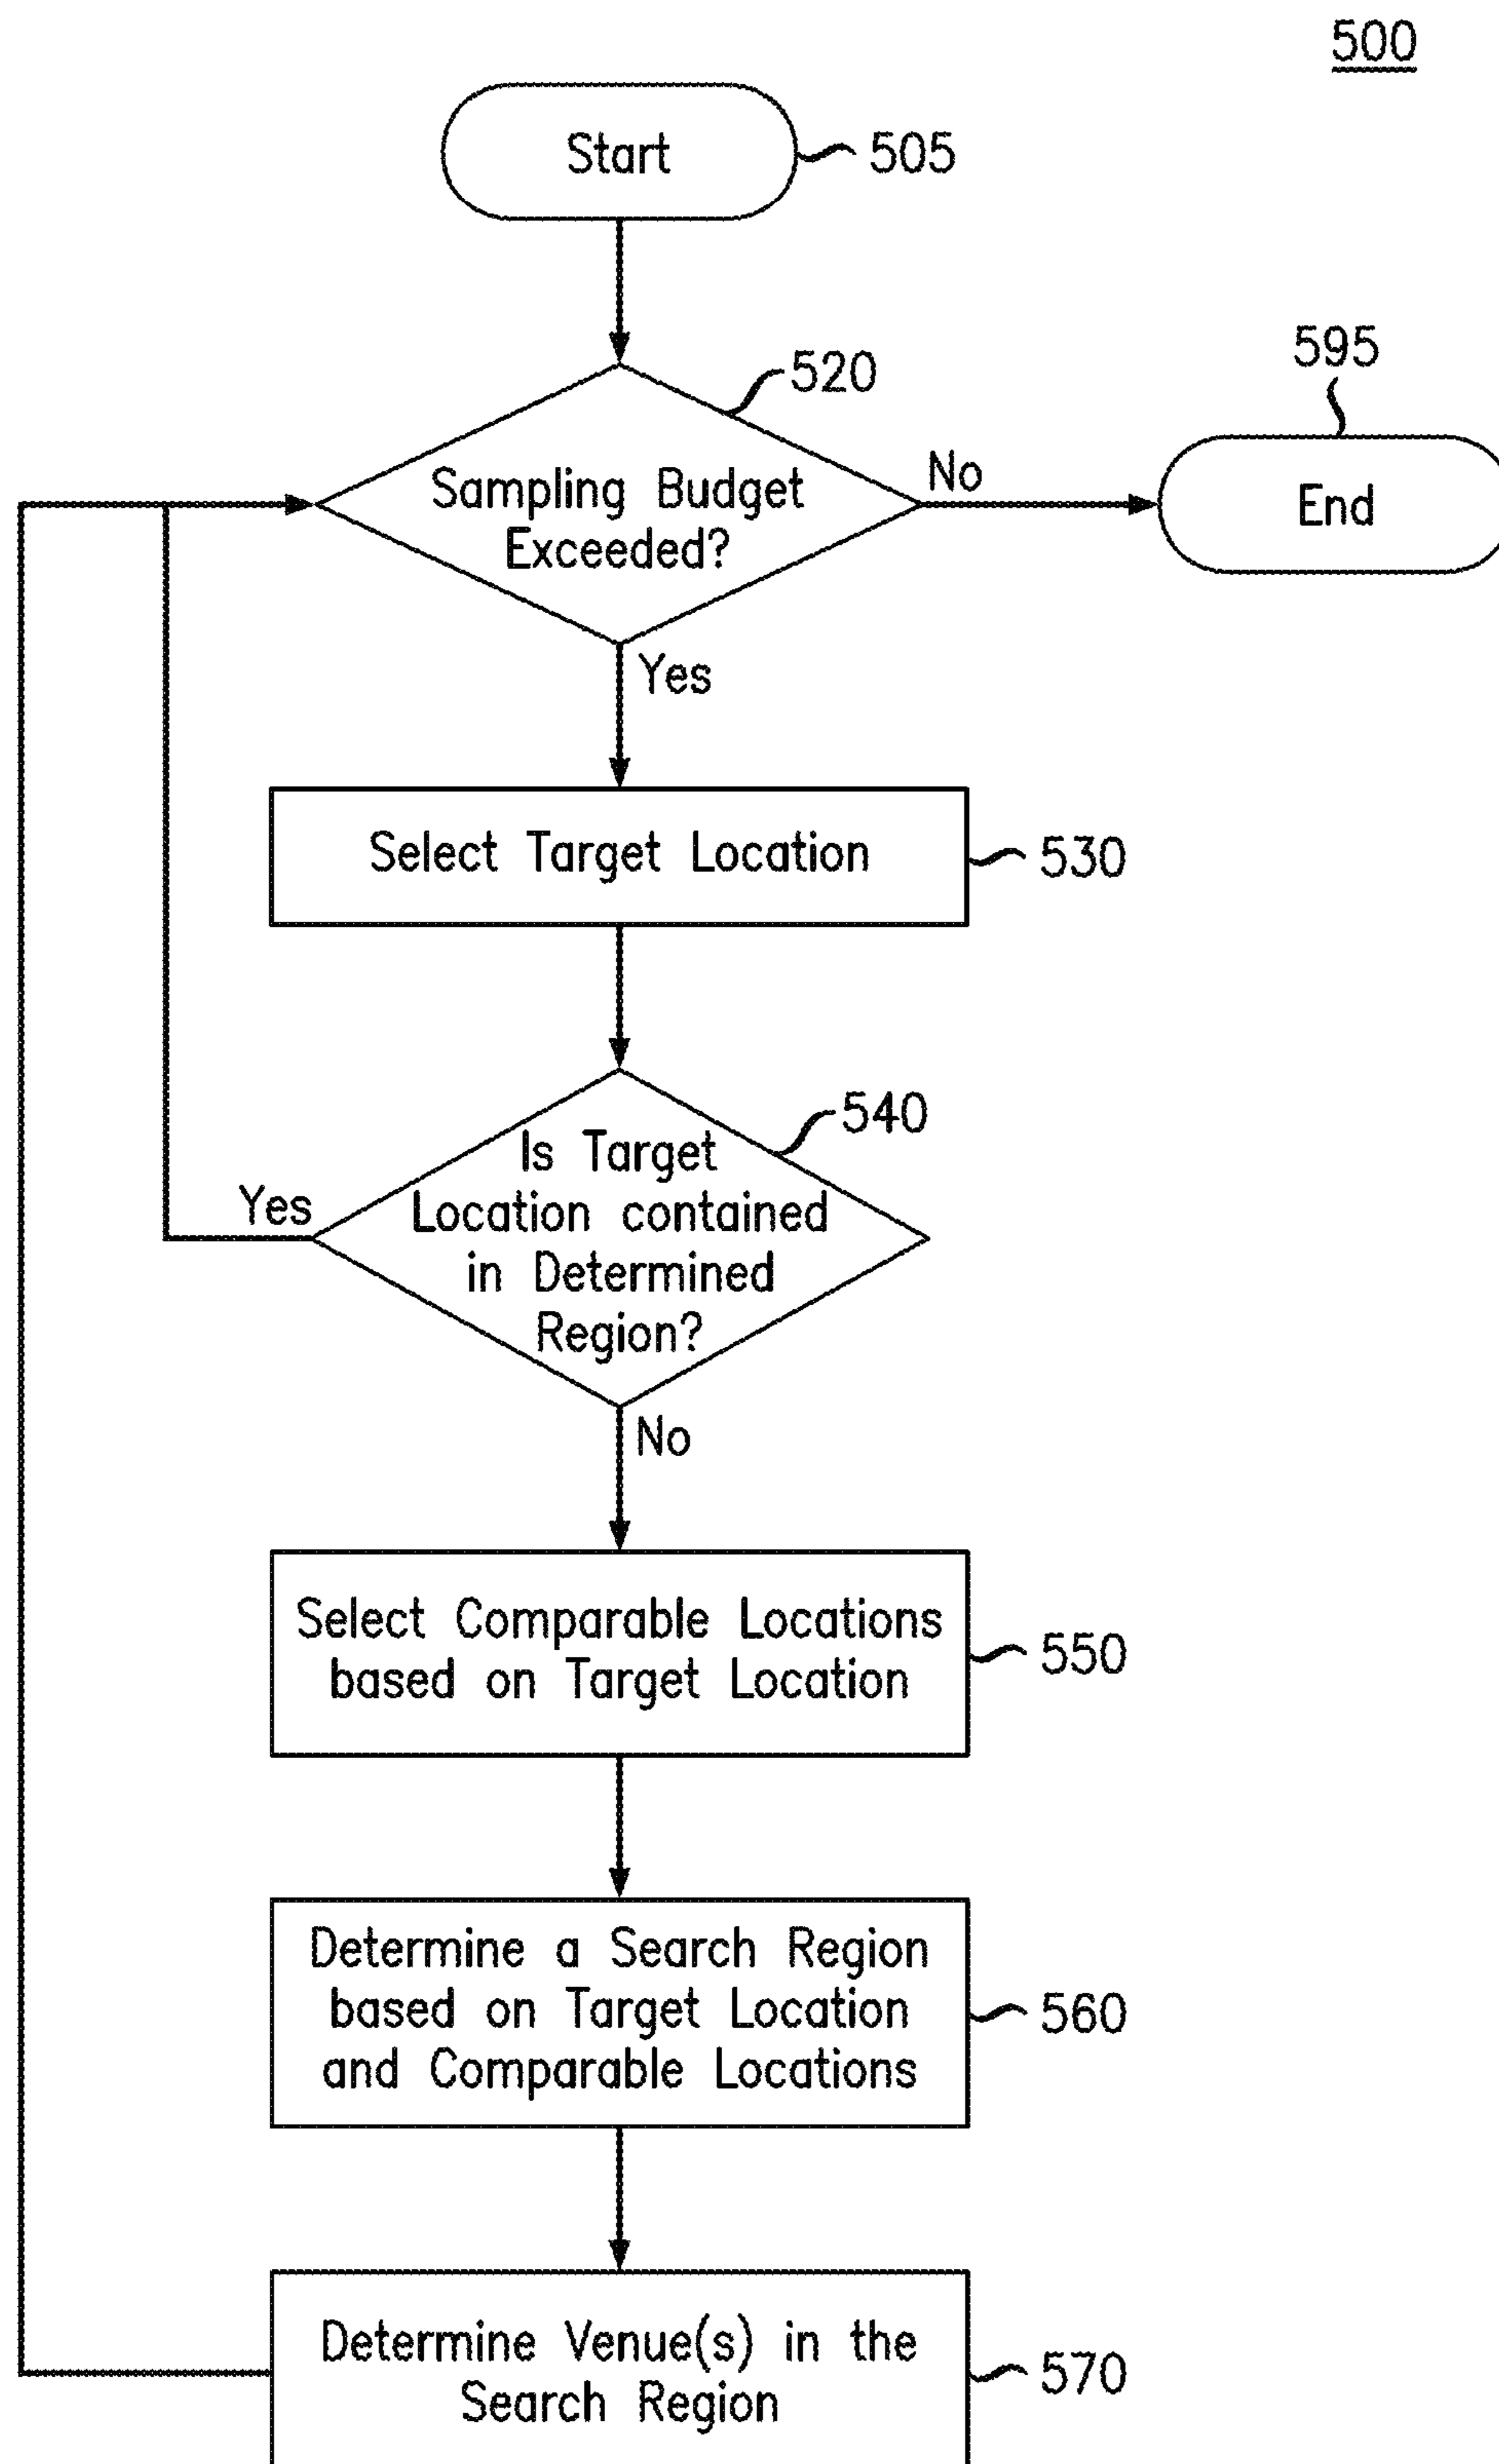 500
Start
505
520
Sampling Budget
Exceeded?
No
595
End
Yes
Select Target Location
530
540
Is Target
Location contained
in Determined
Region?
Yes
No
Select Comparable Locations
based on Target Location
550
Determine a Search Region
based on Target Location
and Comparable Locations
560
Determine Venue(s) in the
Search Region
570